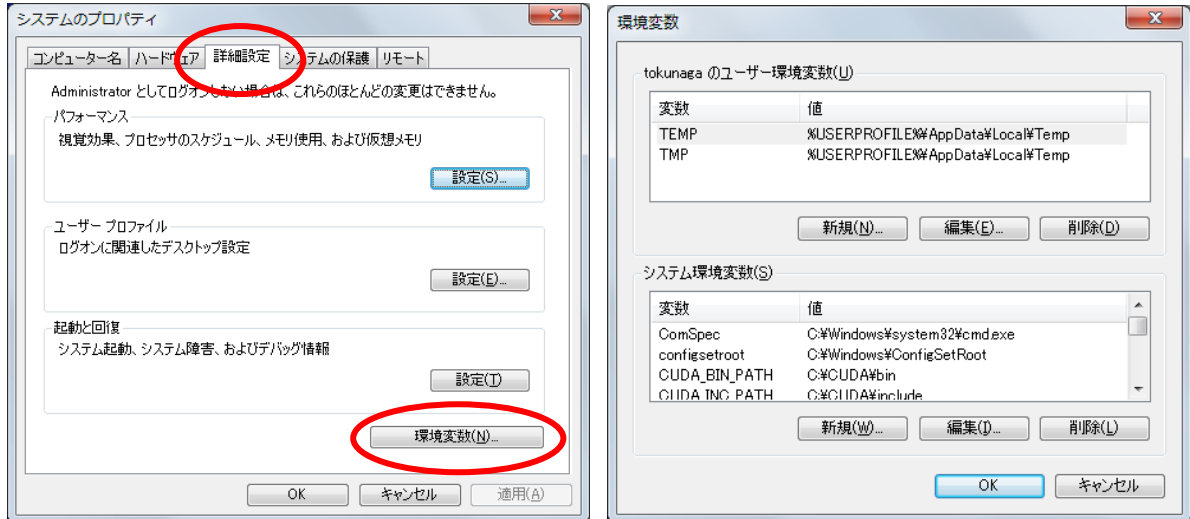 システムのプロパティ
コンピューター名 ハードウェア 詳細設定 システムの保護 リモート
Administrator としてログオンしない場合は、これらのほとんどの変更はできません。
パフォーマンス
視覚効果、プロセッサのスケジュール、メモリ使用、および仮想メモリ
設定(S)...
ユーザー プロファイル
ログオンに関連したデスクトップ設定
設定(E)...
起動と回復
システム起動、システム障害、およびデバッグ情報
設定(T)
環境変数(N)...
OK キャンセル 適用(A)
環境変数
tokunaga のユーザー環境変数(U)
変数 値
TEMP %USERPROFILE%¥AppData¥Local¥Temp
TMP %USERPROFILE%¥AppData¥Local¥Temp
新規(N)... 編集(E)... 削除(D)
システム環境変数(S)
変数 値
ComSpec C:¥Windows¥system32¥cmd.exe
configsetroot C:¥Windows¥ConfigSetRoot
CUDA_BIN_PATH C:¥CUDA¥bin
CUDA_INC_PATH C:¥CUDA¥include
新規(W)... 編集(I)... 削除(L)
OK キャンセル